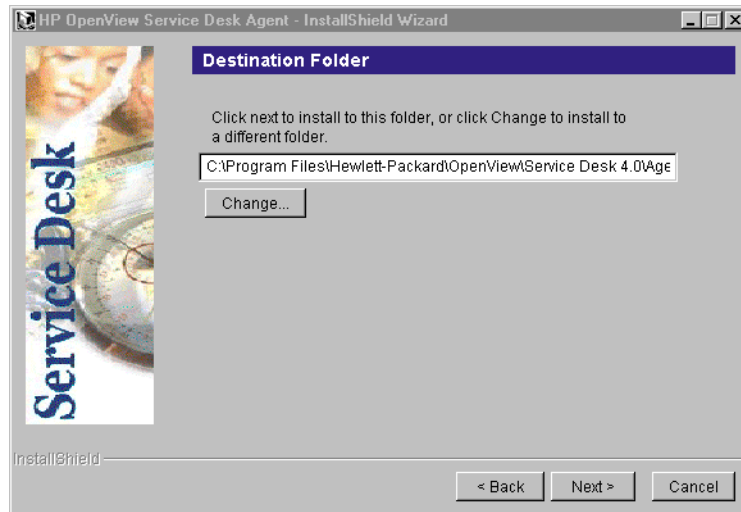 HP OpenView Service Desk Agent - InstallShield Wizard
Destination Folder
Click next to install to this folder, or click Change to install to
a different folder.
C:\Program Files\Hewlett-Packard\OpenView\Service Desk 4.0\Age
Change...
Service Desk
InstallShield
< Back
Next >
Cancel